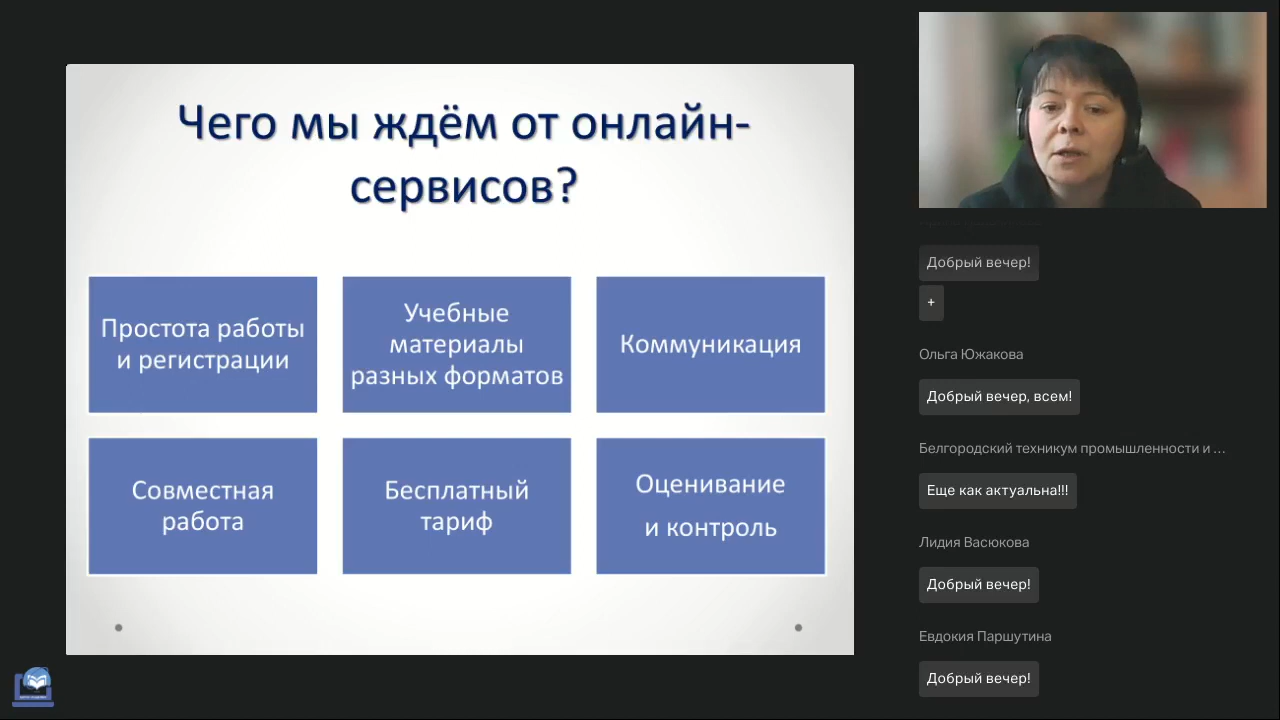 Чего мы ждём от онлайн-
сервисов?
Простота работы
и регистрации
Учебные
материалы
разных форматов
Коммуникация
Совместная
работа
Бесплатный
тариф
Оценивание
и контроль
Добрый вечер!
+
Ольга Южакова
Добрый вечер, всем!
Белгородский техникум промышленности и ...
Еще как актуальна!!!
Лидия Васюкова
Добрый вечер!
Евдокия Паршутина
Добрый вечер!